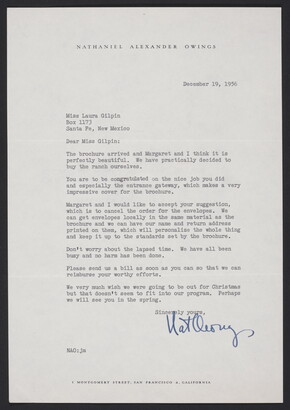 NATHANIEL ALEXANDER OWINGS
December 19, 1956
Miss Laura Gilpin
Box 1173
Santa Fe, New Mexico
Dear Miss Gilpin:
The brochure arrived and Margaret and I think it is
perfectly beautiful. We have practically decided to
buy the ranch ourselves.
You are to be congratulated on the nice job you did
and especially the entrance gateway, which makes a very
impressive cover for the brochure.
Margaret and I would like to accept your suggestion,
which is to cancel the order for the envelopes. We
can get envelopes locally in the same material as the
brochure and we can have our name and return address
printed on them, which will personalize the whole thing
and keep it up to the standards set by the brochure.
Don't worry about the lapsed time. We have all been
busy and no harm has been done.
Please send us a bill as soon as you can so that we can
reimburse your worthy efforts.
We very much wish we were going to be out for Christmas
but that doesn't seem to fit into our program. Perhaps
we will see you in the spring.
Sincerely yours,
Nat Owings
NAO:jm
1 MONTGOMERY STREET, SAN FRANCISCO 4, CALIFORNIA